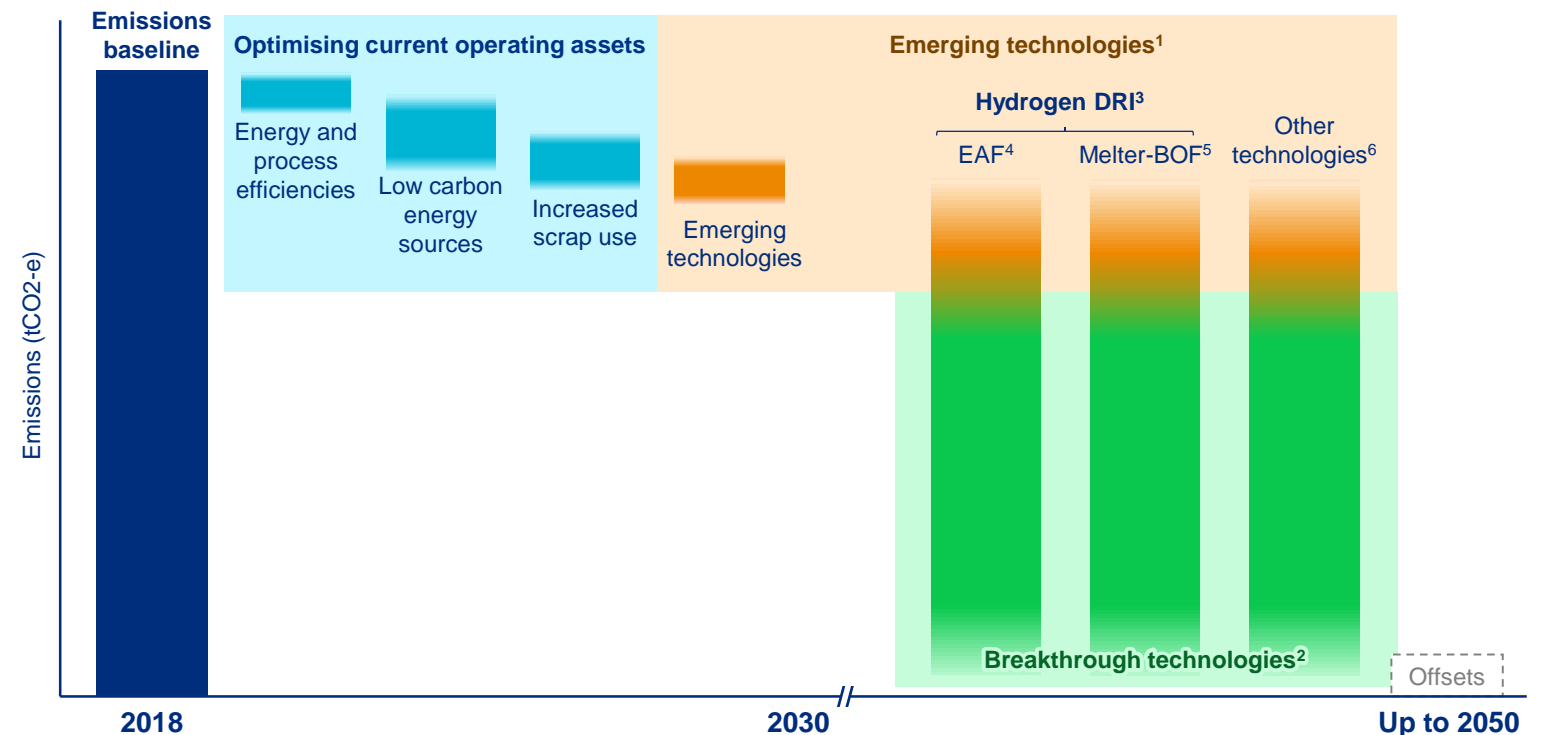 Emissions
baseline
Optimising current operating assets
Emerging technologies¹
Energy and
process
efficiencies
Low carbon
energy
sources
Increased
scrap use
Emerging
technologies
Hydrogen DRI³
EAF⁴
Melter-BOF⁵
Other
technologies⁶
Breakthrough technologies²
Offsets
Emissions (tCO2-e)
2018
2030
//
Up to 2050